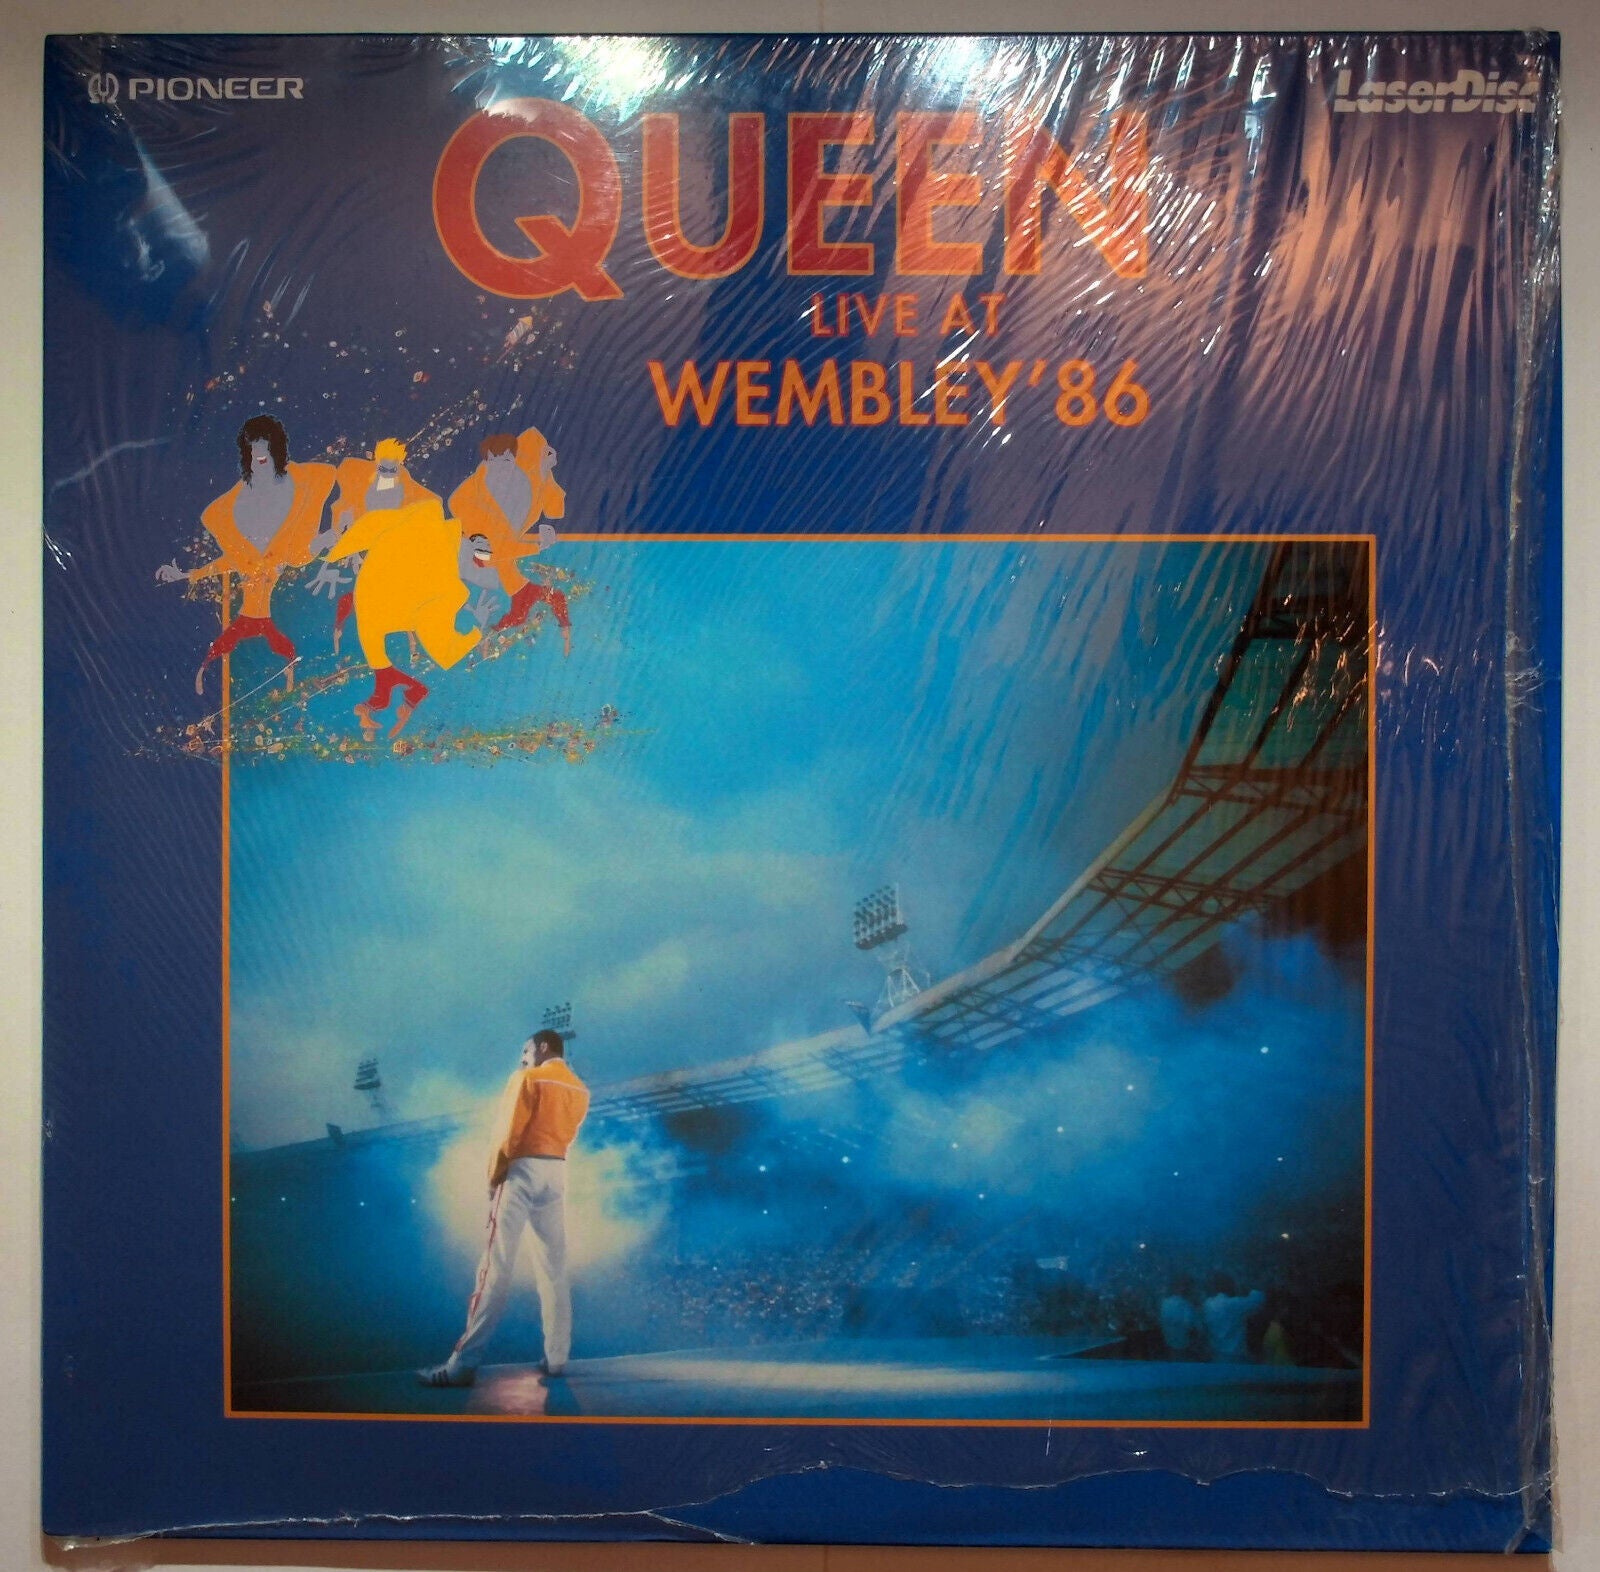 PIONEER
LaserDisc
QUEEN
LIVE AT
WEMBLEY'86